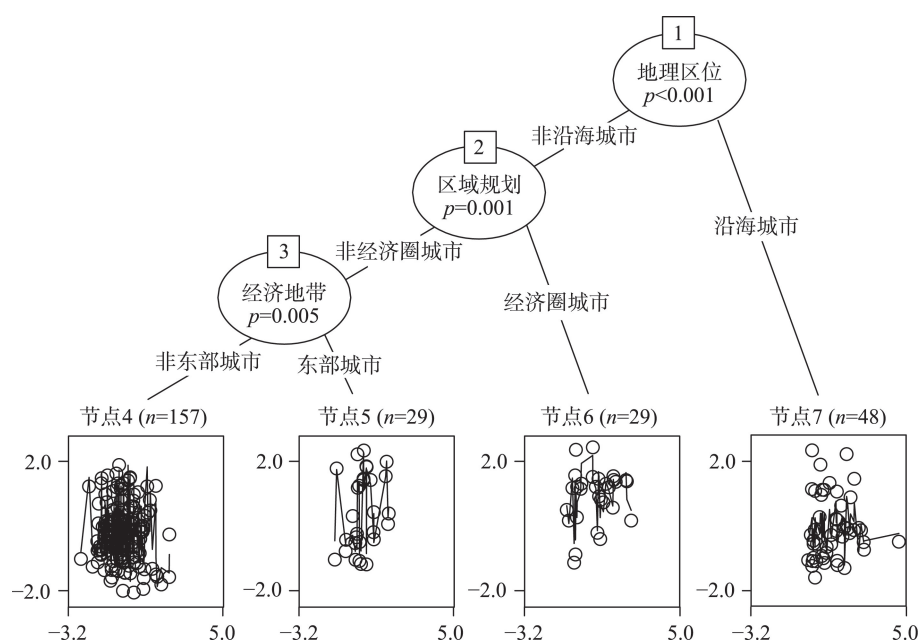 1
地理区位
p<0.001
非沿海城市
2
区域规划
p=0.001
沿海城市
非经济圈城市
3
经济地带
p=0.005
经济圈城市
非东部城市
东部城市
节点4 (n=157)
节点5 (n=29)
节点6 (n=29)
节点7 (n=48)
2.0
2.0
2.0
2.0
−2.0
−2.0
−2.0
−2.0
−3.2
5.0
−3.2
5.0
−3.2
5.0
−3.2
5.0